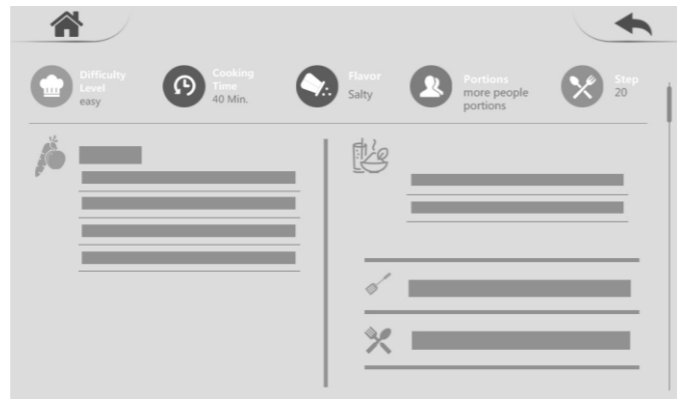 Difficulty
Level
easy
Cooking
Time
40 Min.
Flavor
Salty
Portions
more people
portions
Step
20